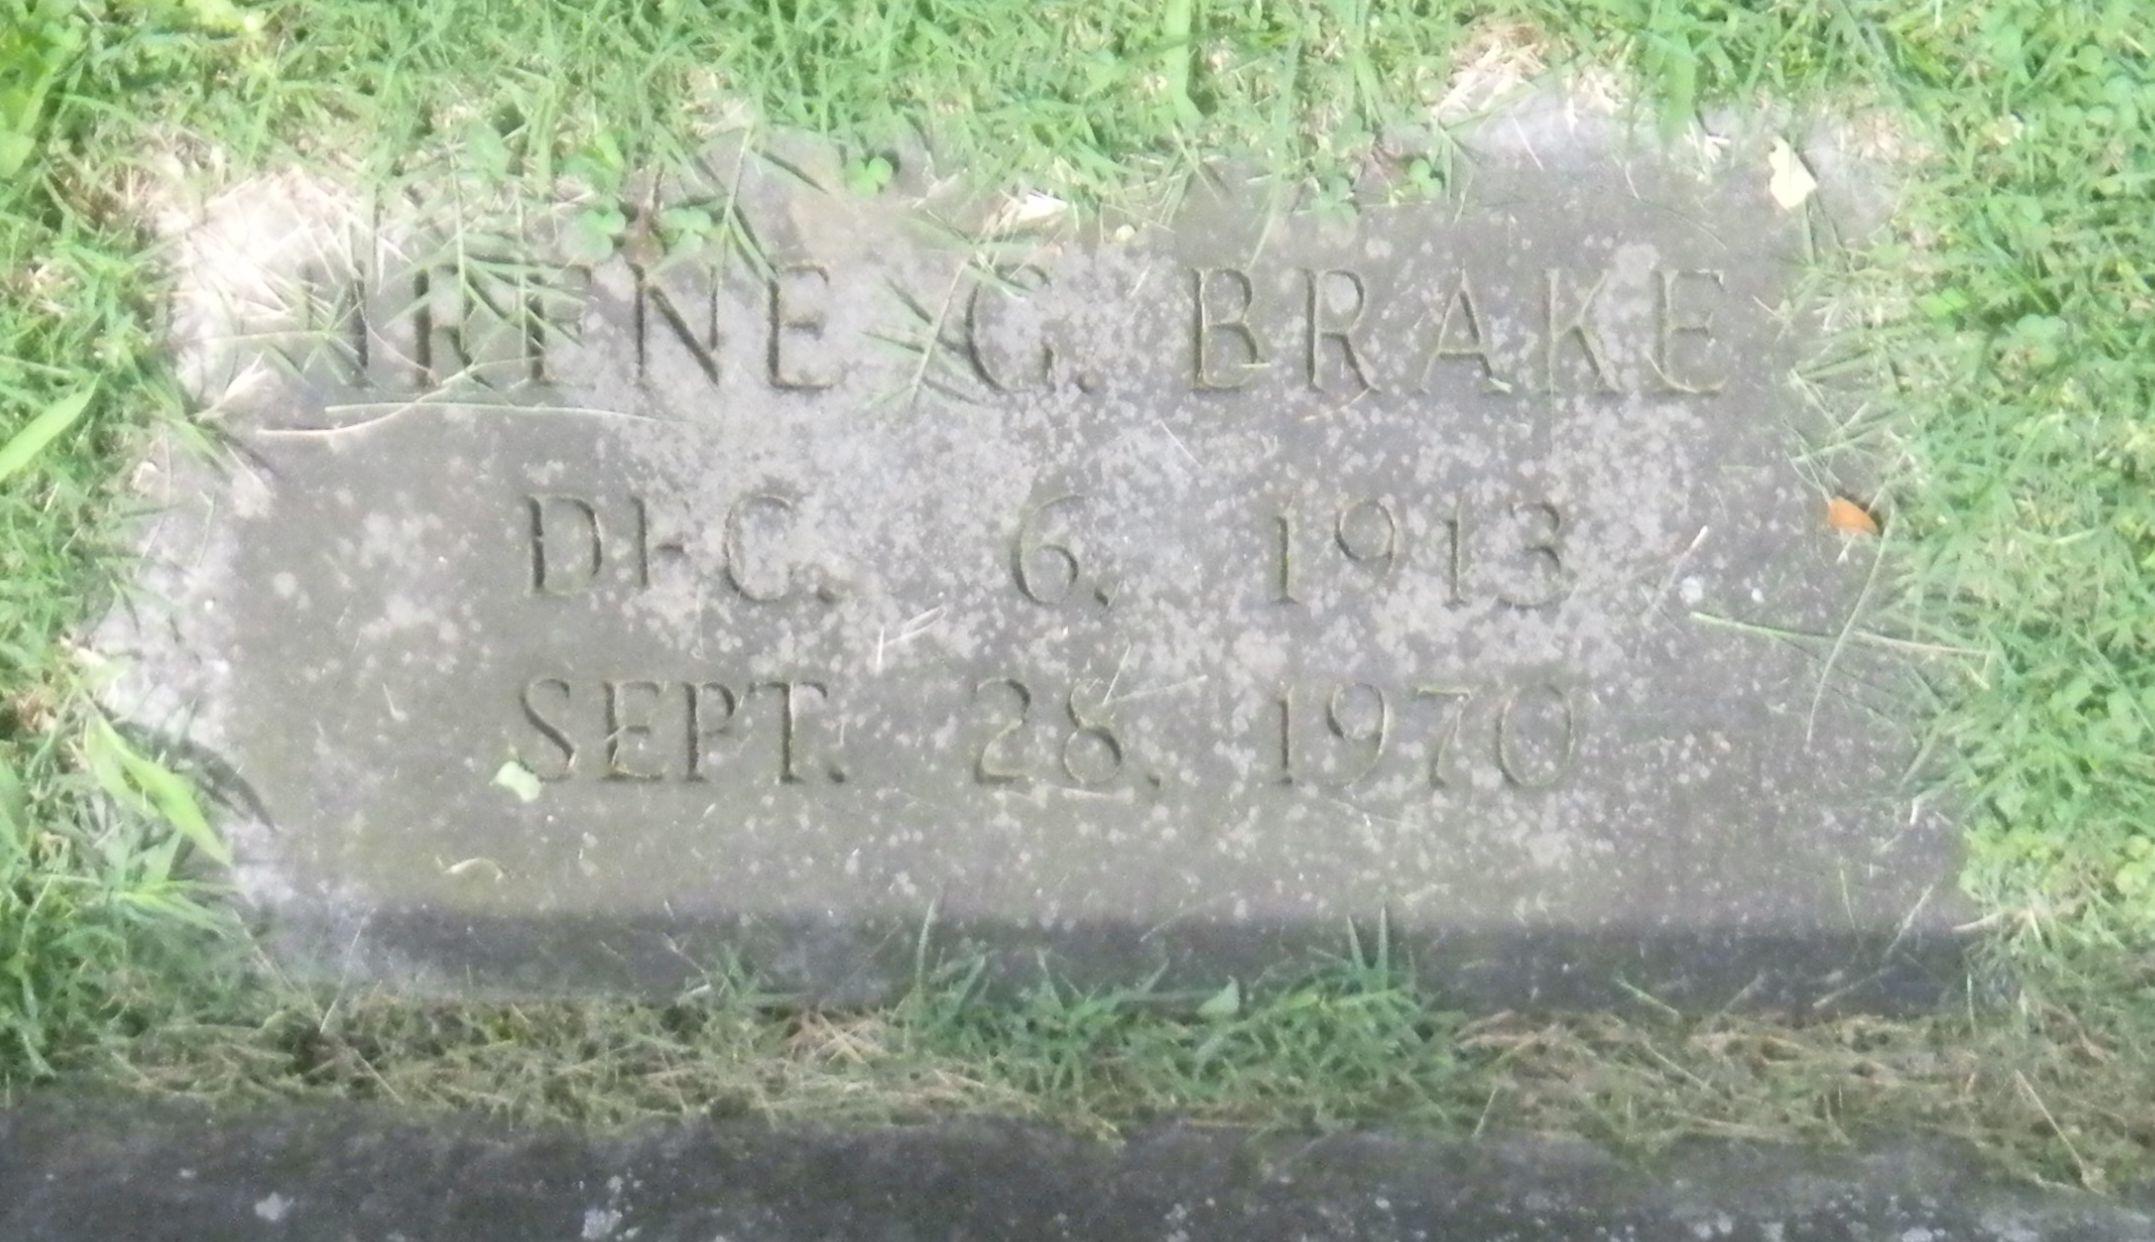 IRENE G. BRAKE
DEC. 6, 1913
SEPT. 28, 1970